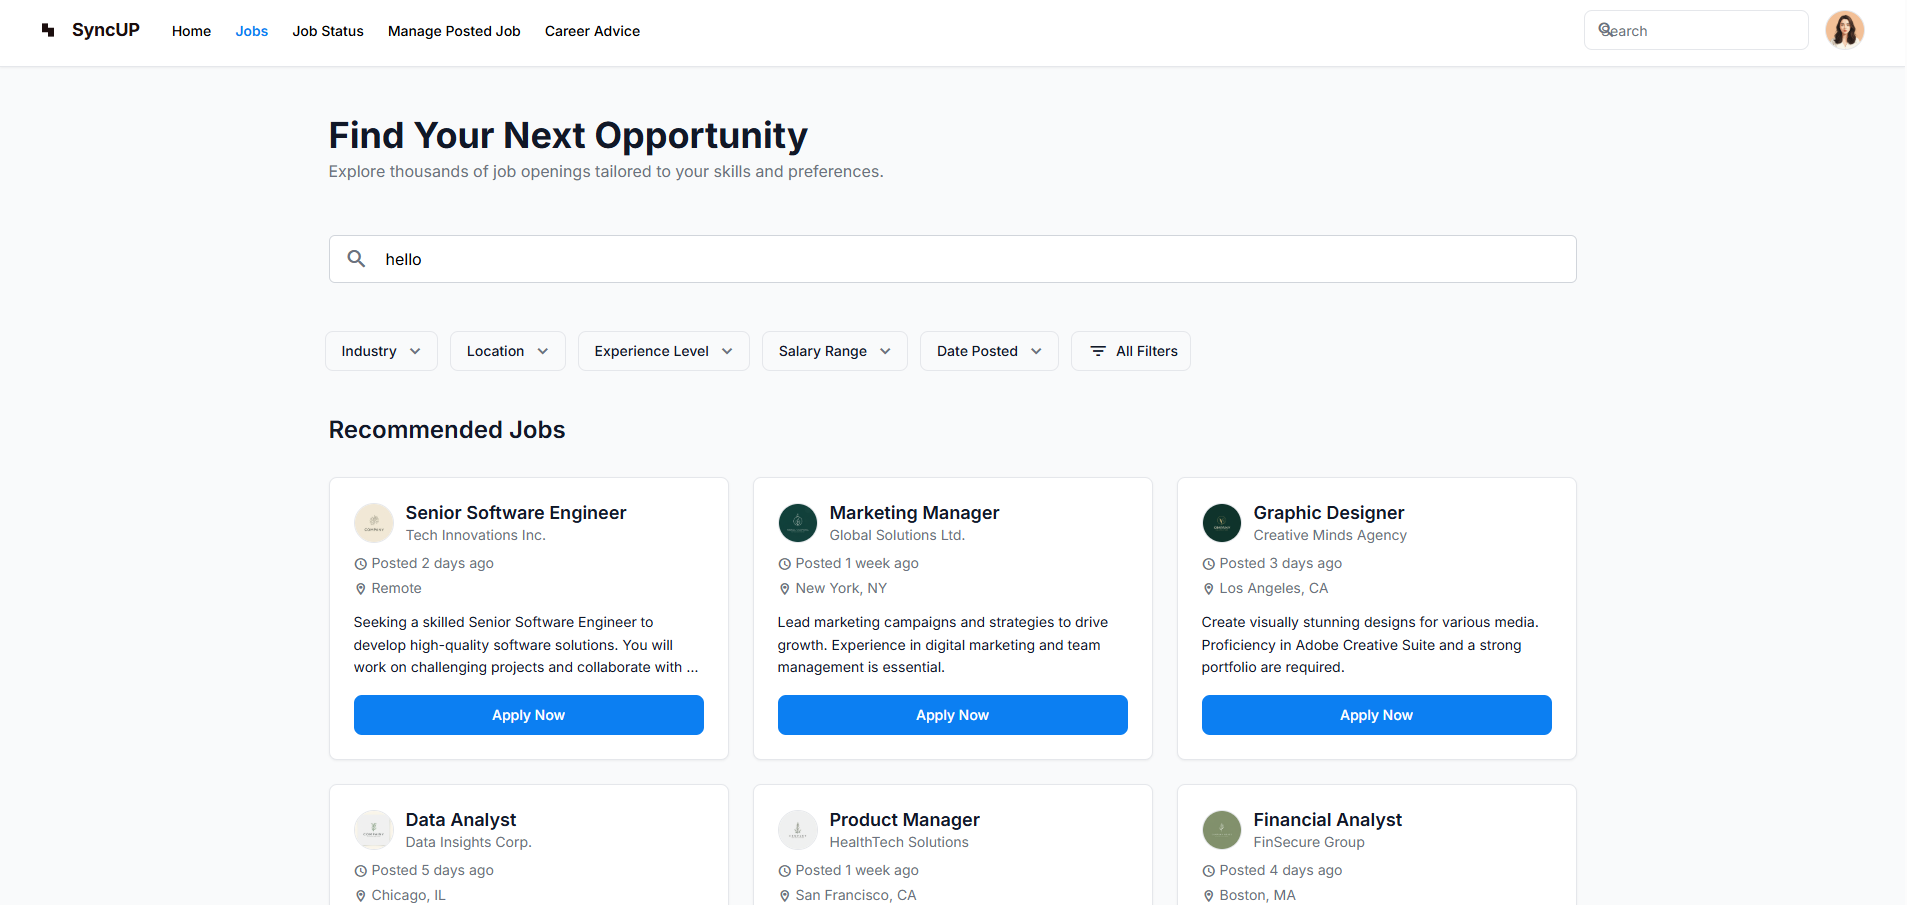 SyncUP
Home
Jobs
Job Status
Manage Posted Job
Career Advice
Search
Find Your Next Opportunity
Explore thousands of job openings tailored to your skills and preferences.
hello
Industry
Location
Experience Level
Salary Range
Date Posted
All Filters
Recommended Jobs
Senior Software Engineer
Tech Innovations Inc.
Posted 2 days ago
Remote
Seeking a skilled Senior Software Engineer to
develop high-quality software solutions. You will
work on challenging projects and collaborate with ...
Apply Now
Marketing Manager
Global Solutions Ltd.
Posted 1 week ago
New York, NY
Lead marketing campaigns and strategies to drive
growth. Experience in digital marketing and team
management is essential.
Apply Now
Graphic Designer
Creative Minds Agency
Posted 3 days ago
Los Angeles, CA
Create visually stunning designs for various media.
Proficiency in Adobe Creative Suite and a strong
portfolio are required.
Apply Now
Data Analyst
Data Insights Corp.
Posted 5 days ago
Chicago, IL
Product Manager
HealthTech Solutions
Posted 1 week ago
San Francisco, CA
Financial Analyst
FinSecure Group
Posted 4 days ago
Boston, MA